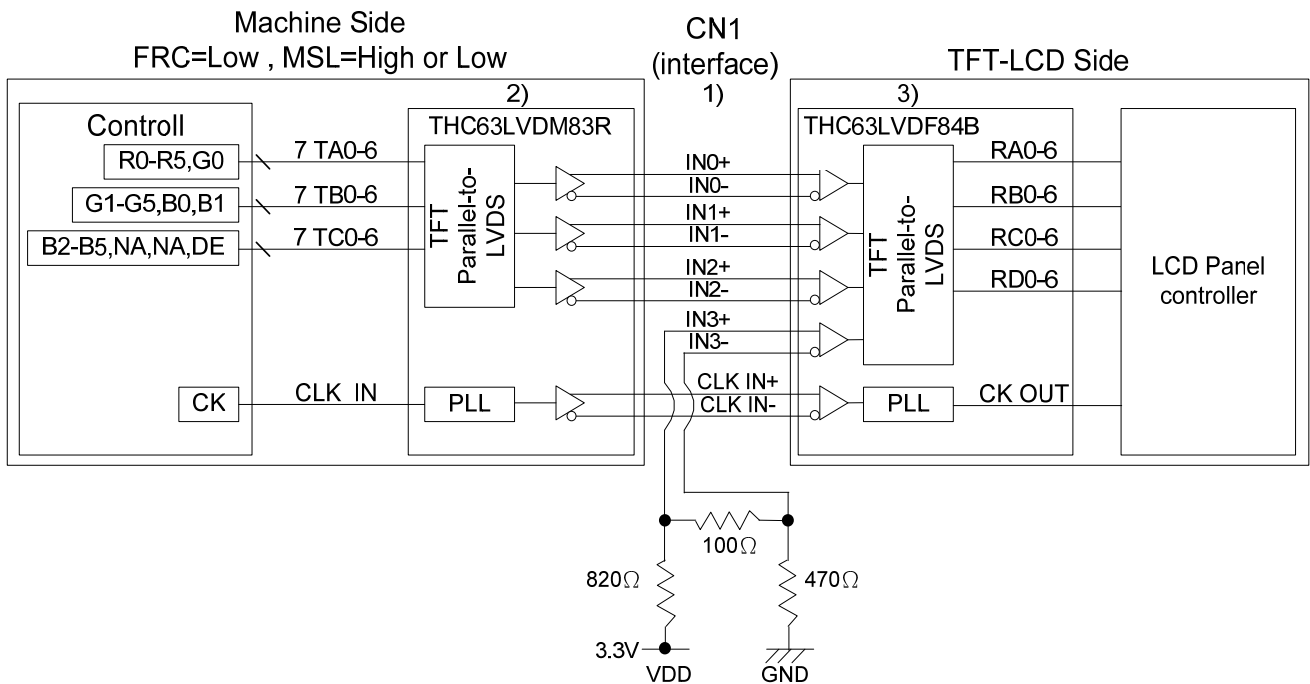 Machine Side
FRC=Low , MSL=High or Low
CN1
(interface)
1)
TFT-LCD Side
2)
3)
Controll
THC63LVDM83R
THC63LVDF84B
R0-R5,G0
7 TA0-6
G1-G5,B0,B1
7 TB0-6
B2-B5,NA,NA,DE
7 TC0-6
TFT
Parallel-to-
LVDS
IN0+
IN0-
IN1+
IN1-
IN2+
IN2-
IN3+
IN3-
TFT
Parallel-to-
LVDS
RA0-6
RB0-6
RC0-6
RD0-6
LCD Panel
controller
CK
CLK IN
PLL
CLK IN+
CLK IN-
PLL
CK OUT
100Ω
820Ω
470Ω
3.3V
VDD
GND